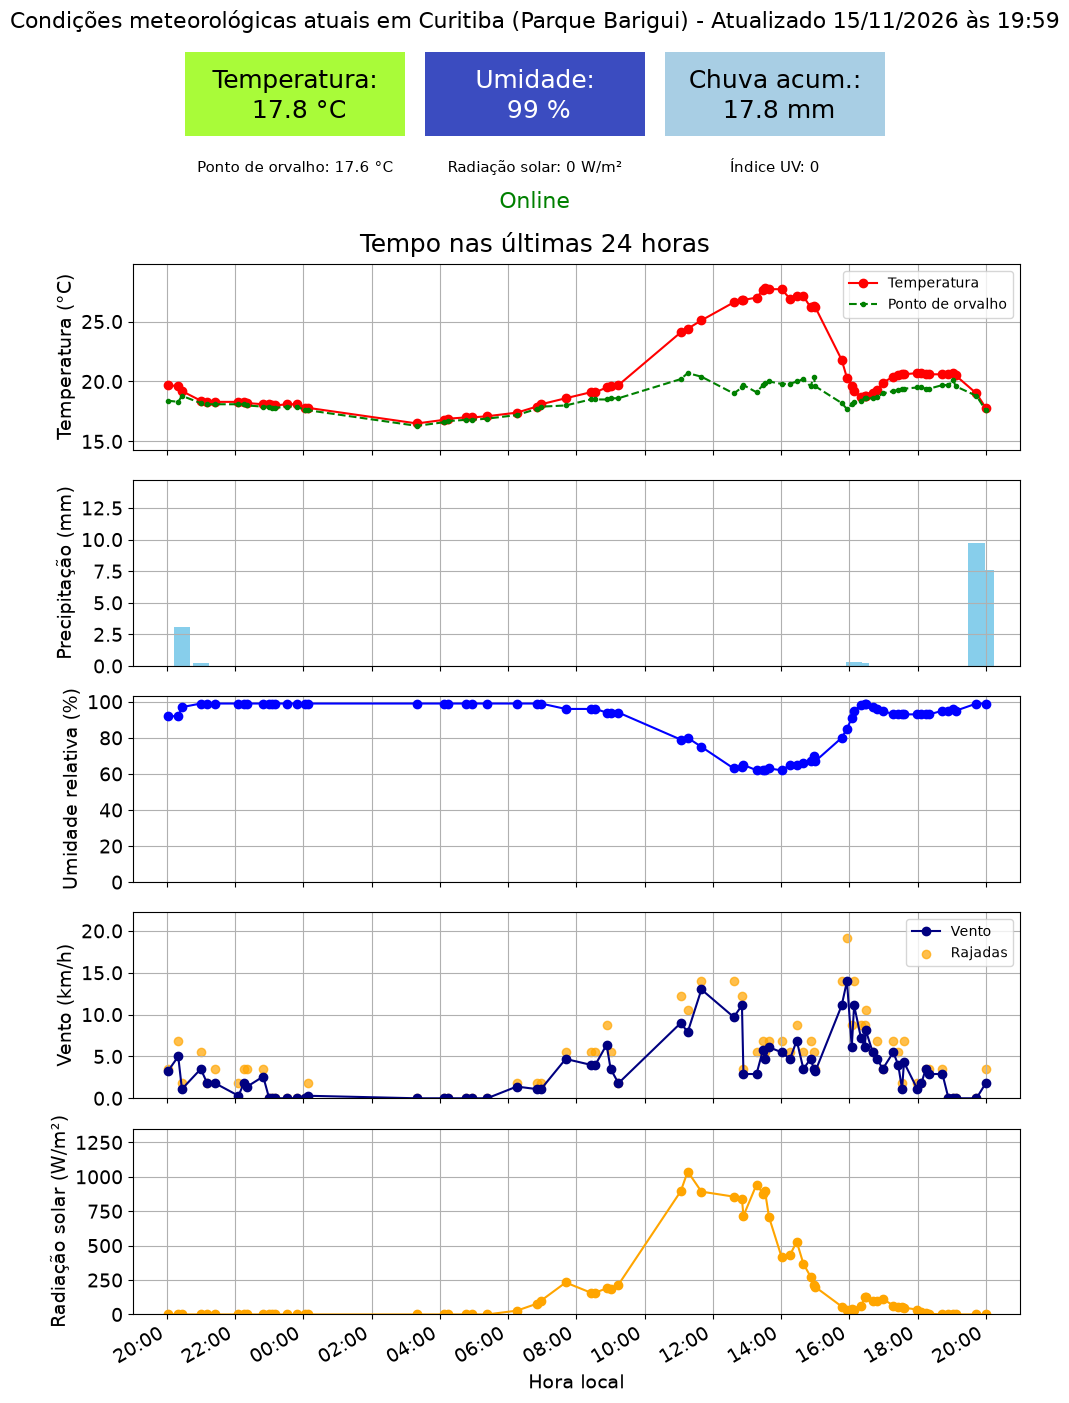 Condições meteorológicas atuais em Curitiba (Parque Barigui) - Atualizado 15/11/2026 às 19:59
Temperatura:
17.8 °C
Umidade:
99 %
Chuva acum.:
17.8 mm
Ponto de orvalho: 17.6 °C
Radiação solar: 0 W/m²
Índice UV: 0
Online
Tempo nas últimas 24 horas
Temperatura (°C)
25.0
20.0
15.0
Temperatura
Ponto de orvalho
Precipitação (mm)
12.5
10.0
7.5
5.0
2.5
0.0
Umidade relativa (%)
100
80
60
40
20
0
Vento (km/h)
20.0
15.0
10.0
5.0
0.0
Vento
Rajadas
Radiação solar (W/m²)
1250
1000
750
500
250
0
20:00
22:00
00:00
02:00
04:00
06:00
08:00
10:00
12:00
14:00
16:00
18:00
20:00
Hora local